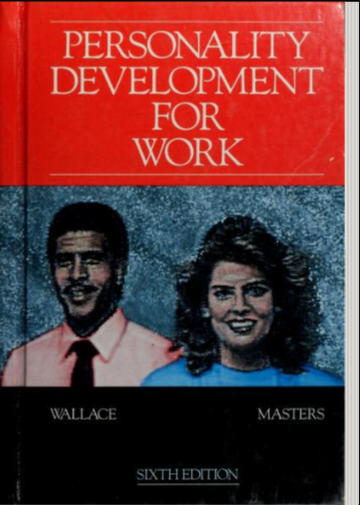 PERSONALITY
DEVELOPMENT
FOR
WORK
WALLACE MASTERS
SIXTH EDITION